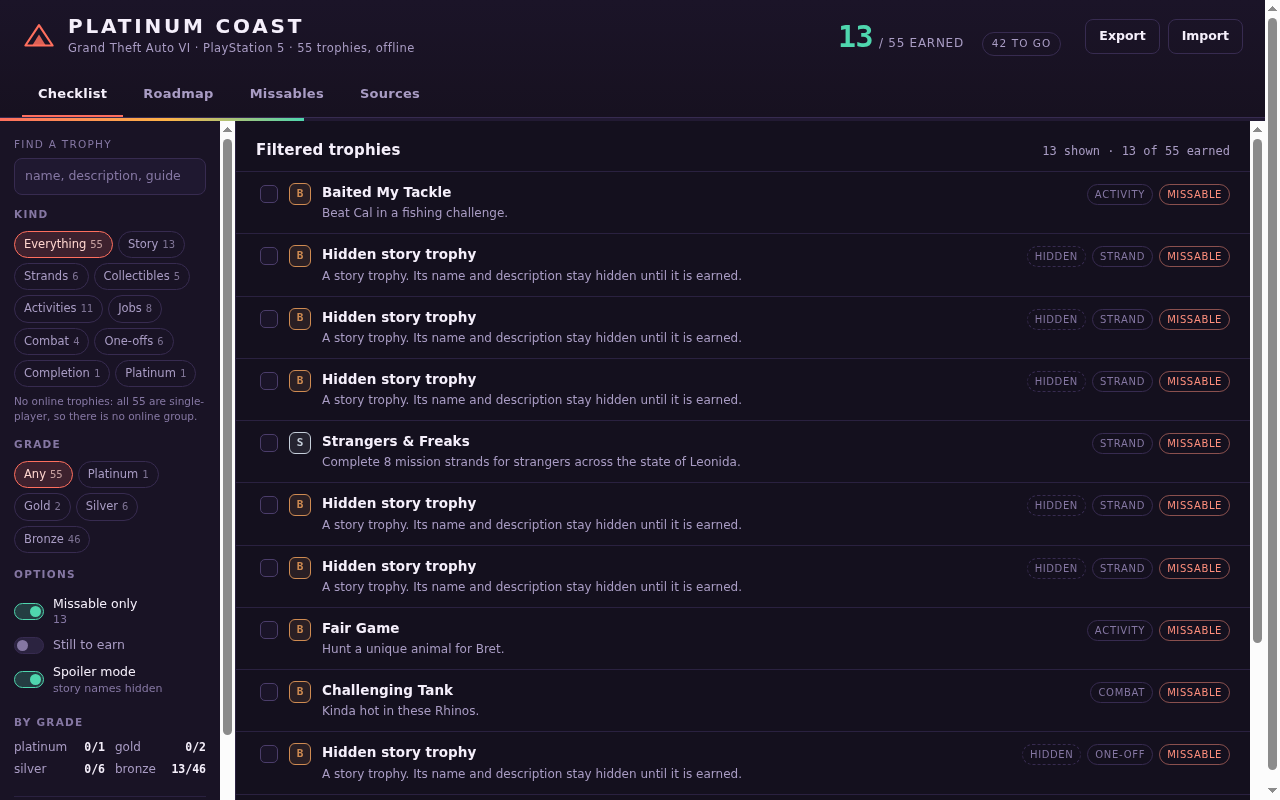 PLATINUM COAST
Grand Theft Auto VI · PlayStation 5 · 55 trophies, offline
13 / 55 EARNED
42 TO GO
Export
Import
Checklist
Roadmap
Missables
Sources
FIND A TROPHY
name, description, guide
KIND
Everything 55
Story 13
Strands 6
Collectibles 5
Activities 11
Jobs 8
Combat 4
One-offs 6
Completion 1
Platinum 1
No online trophies: all 55 are single-
player, so there is no online group.
GRADE
Any 55
Platinum 1
Gold 2
Silver 6
Bronze 46
OPTIONS
Missable only
13
Still to earn
Spoiler mode
story names hidden
BY GRADE
platinum 0/1 gold 0/2
silver 0/6 bronze 13/46
Filtered trophies
13 shown · 13 of 55 earned
B Baited My Tackle ACTIVITY MISSABLE
Beat Cal in a fishing challenge.
B Hidden story trophy HIDDEN STRAND MISSABLE
A story trophy. Its name and description stay hidden until it is earned.
B Hidden story trophy HIDDEN STRAND MISSABLE
A story trophy. Its name and description stay hidden until it is earned.
B Hidden story trophy HIDDEN STRAND MISSABLE
A story trophy. Its name and description stay hidden until it is earned.
S Strangers & Freaks STRAND MISSABLE
Complete 8 mission strands for strangers across the state of Leonida.
B Hidden story trophy HIDDEN STRAND MISSABLE
A story trophy. Its name and description stay hidden until it is earned.
B Hidden story trophy HIDDEN STRAND MISSABLE
A story trophy. Its name and description stay hidden until it is earned.
B Fair Game ACTIVITY MISSABLE
Hunt a unique animal for Bret.
B Challenging Tank COMBAT MISSABLE
Kinda hot in these Rhinos.
B Hidden story trophy HIDDEN ONE-OFF MISSABLE
A story trophy. Its name and description stay hidden until it is earned.